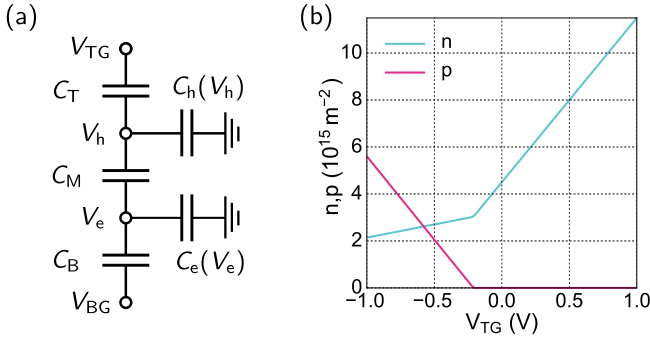 (a)
V_TG
C_T
C_h(V_h)
V_h
C_M
V_e
C_B
C_e(V_e)
V_BG
(b)
n
p
n,p (10^15 m^−2)
10
8
6
4
2
0
−1.0 −0.5 0.0 0.5 1.0
V_TG (V)